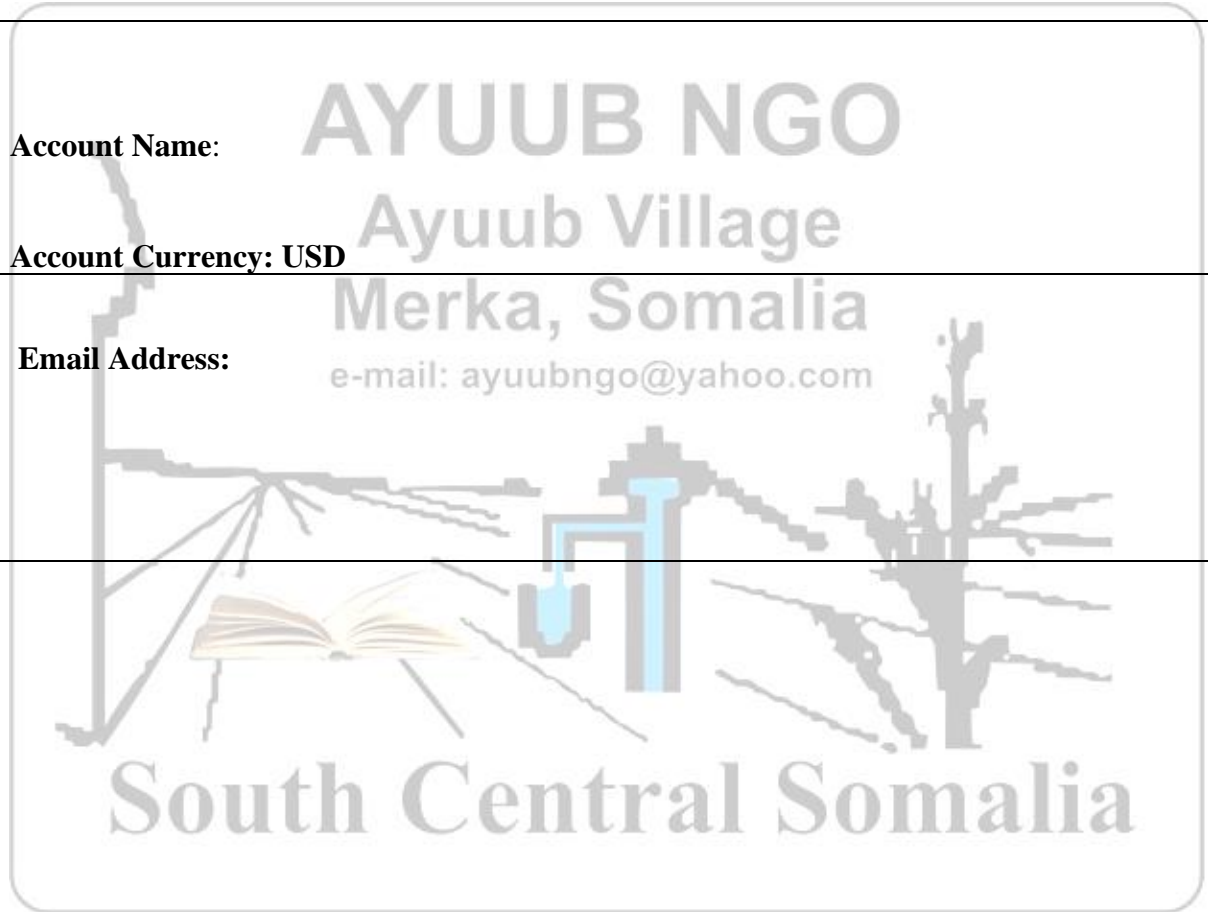 AYUUB NGO
Account Name:
Ayuub Village
Account Currency: USD
Merka, Somalia
Email Address:
e-mail: ayuubngo@yahoo.com
South Central Somalia